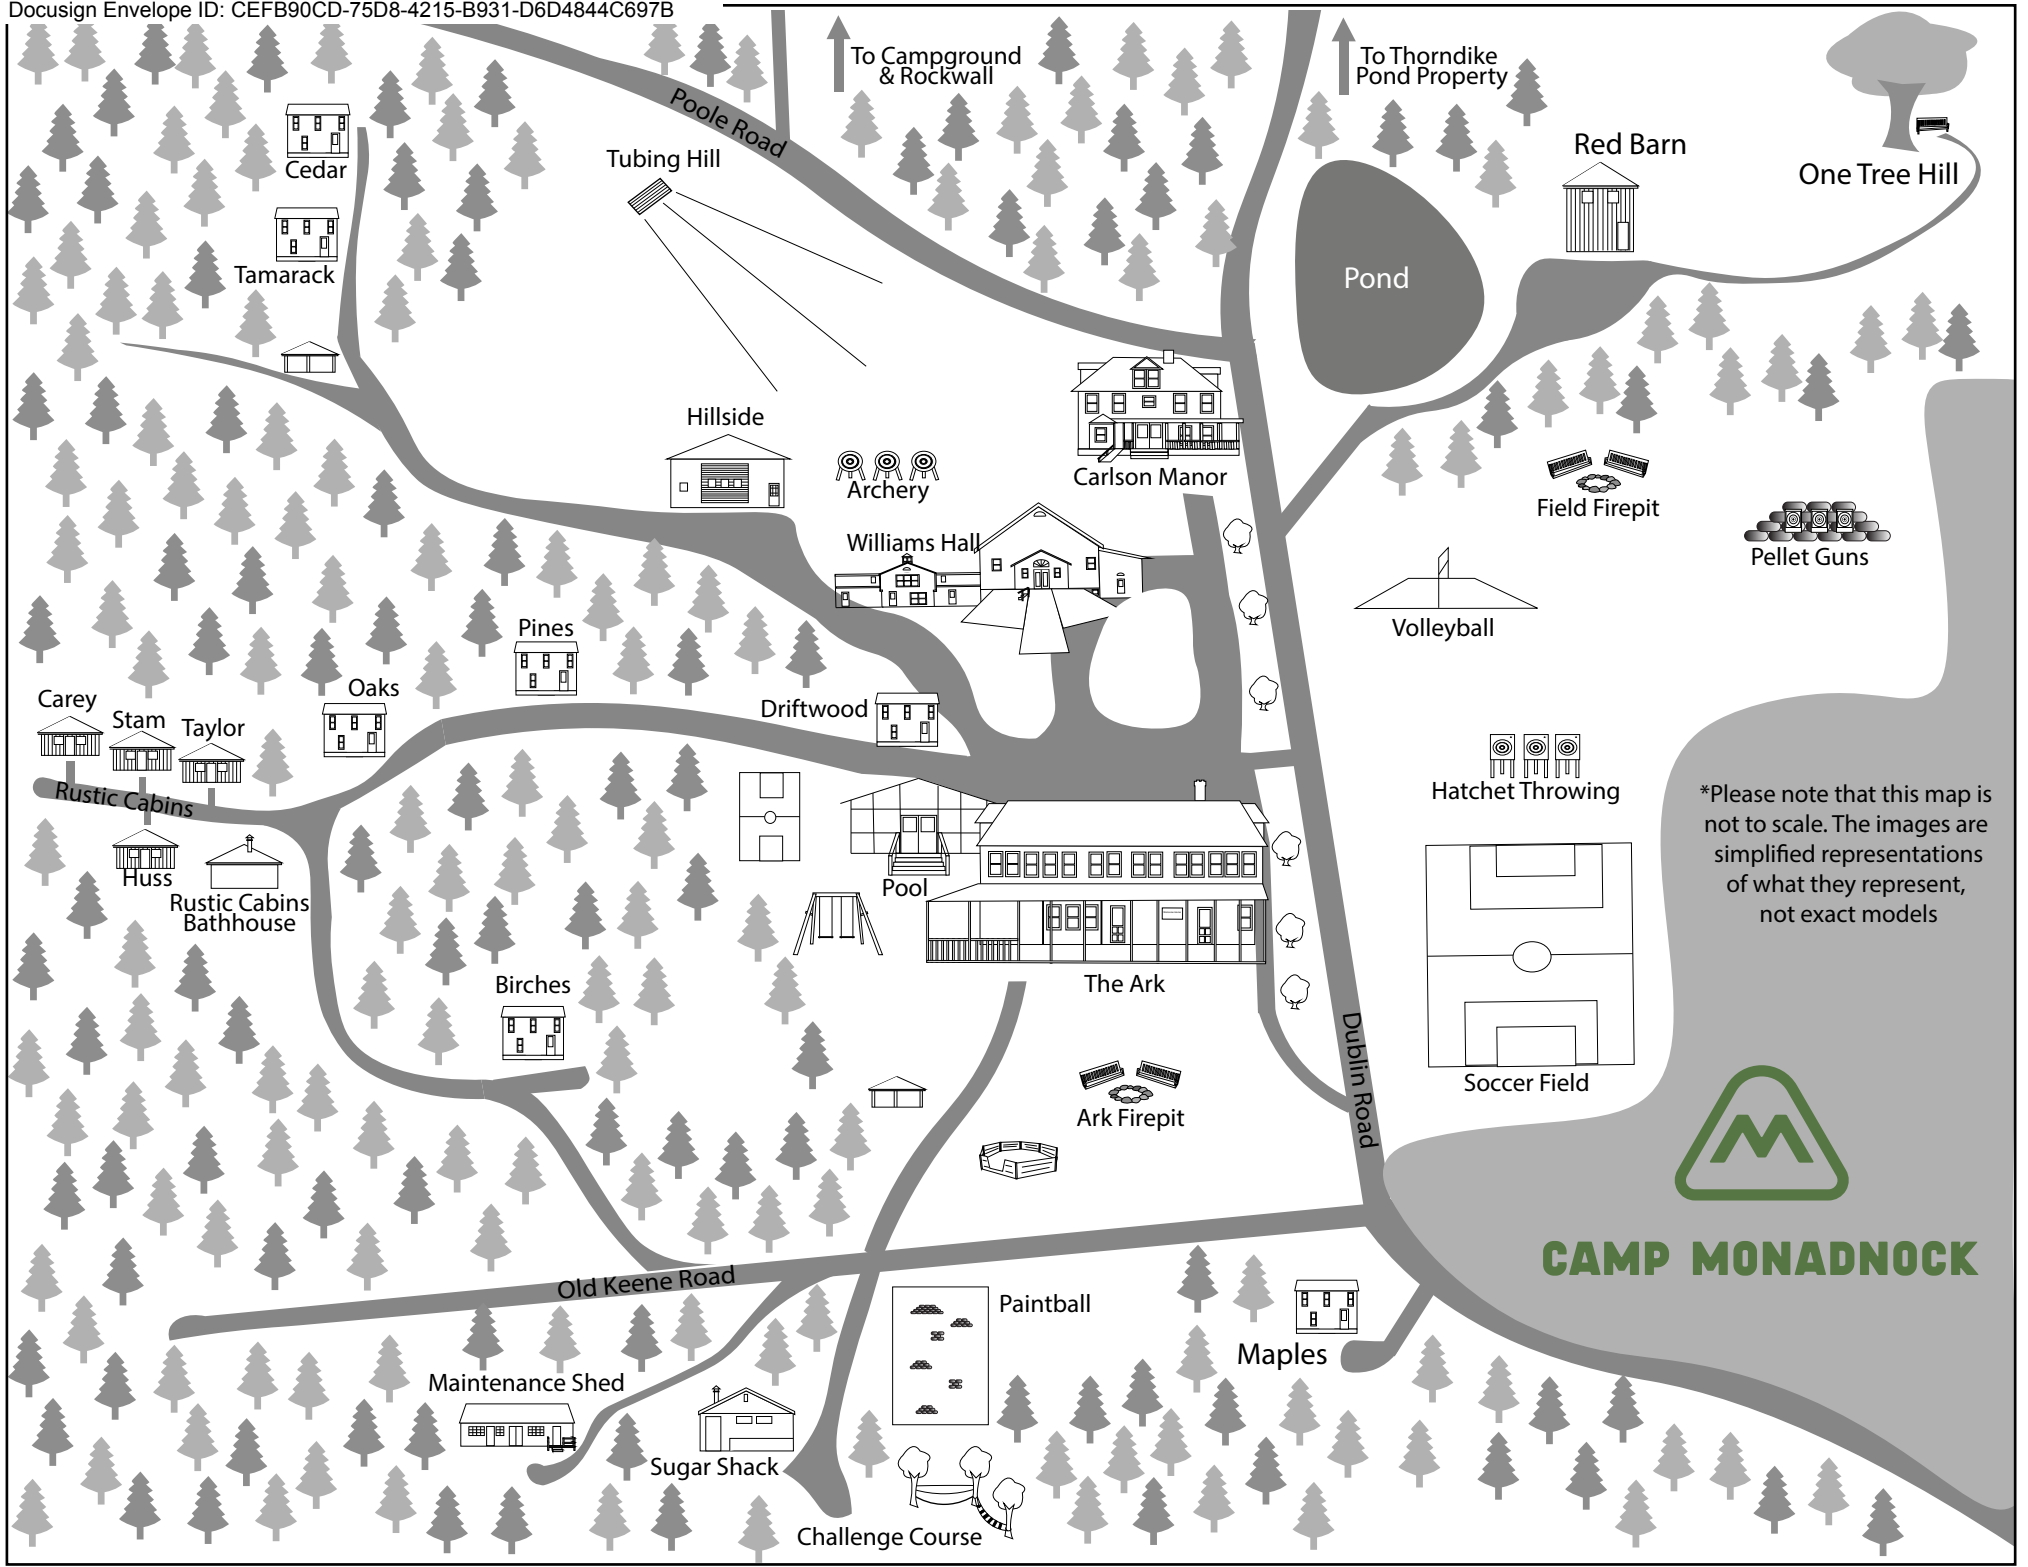 Docusign Envelope ID: CEFB90CD-75D8-4215-B931-D6D4844C697B
To Campground
& Rockwall
To Thorndike
Pond Property
Poole Road
Tubing Hill
Red Barn
One Tree Hill
Cedar
Tamarack
Pond
Hillside
Archery
Carlson Manor
Field Firepit
Pellet Guns
Williams Hall
Volleyball
Pines
Oaks
Driftwood
Carey
Stam
Taylor
Rustic Cabins
Huss
Rustic Cabins
Bathhouse
Hatchet Throwing
*Please note that this map is
not to scale. The images are
simplified representations
of what they represent,
not exact models
Pool
The Ark
Birches
Dublin Road
Soccer Field
Ark Firepit
CAMP MONADNOCK
Old Keene Road
Paintball
Maples
Maintenance Shed
Sugar Shack
Challenge Course